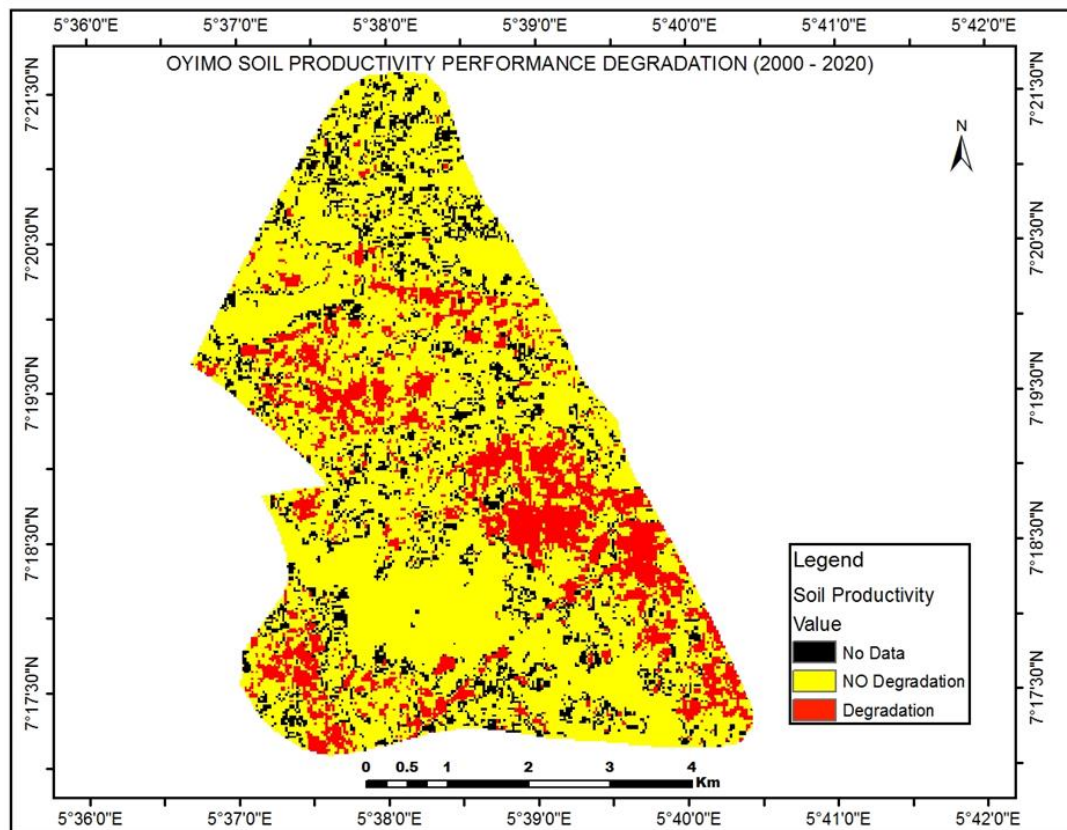 5°36'0"E 5°37'0"E 5°38'0"E 5°39'0"E 5°40'0"E 5°41'0"E 5°42'0"E
OYIMO SOIL PRODUCTIVITY PERFORMANCE DEGRADATION (2000 - 2020)
7°21'30"N 7°21'30"N
N
7°20'30"N 7°20'30"N
7°19'30"N 7°19'30"N
7°18'30"N 7°18'30"N
Legend
Soil Productivity
Value
No Data
NO Degradation
Degradation
7°17'30"N 7°17'30"N
0 0.5 1 2 3 4
Km
5°36'0"E 5°37'0"E 5°38'0"E 5°39'0"E 5°40'0"E 5°41'0"E 5°42'0"E